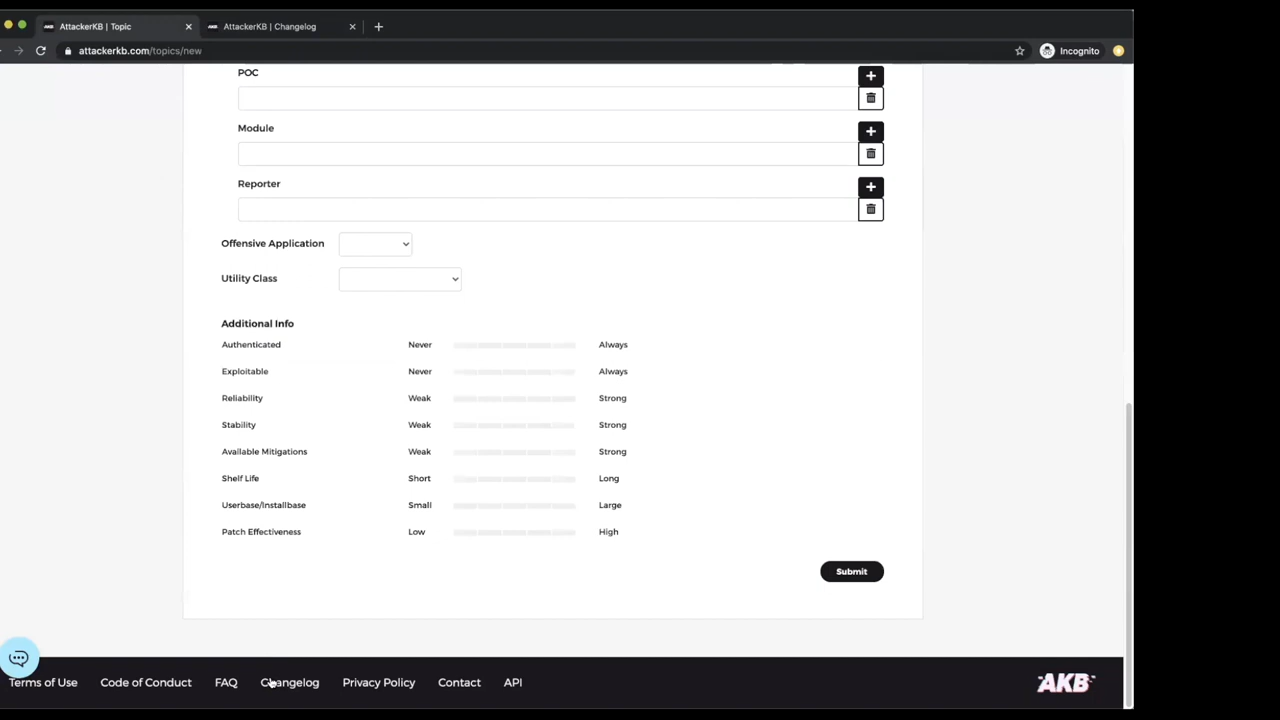 AttackerKB | Topic
AttackerKB | Changelog
attackerkb.com/topics/new
Incognito
POC
Module
Reporter
Offensive Application
Utility Class
Additional Info
Authenticated Never Always
Exploitable Never Always
Reliability Weak Strong
Stability Weak Strong
Available Mitigations Weak Strong
Shelf Life Short Long
Userbase/Installbase Small Large
Patch Effectiveness Low High
Submit
Terms of Use Code of Conduct FAQ Changelog Privacy Policy Contact API
AKB